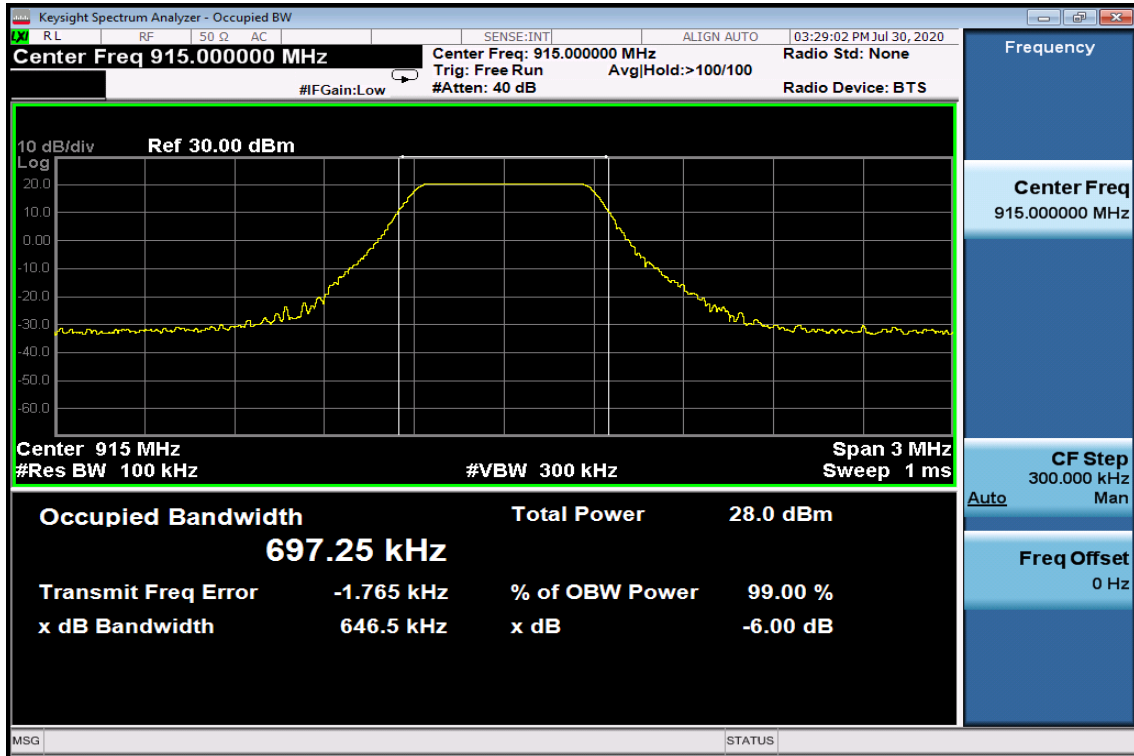 Keysight Spectrum Analyzer - Occupied BW
LXI RL RF 50 Ω AC SENSE:INT ALIGN AUTO 03:29:02 PM Jul 30, 2020
Center Freq 915.000000 MHz
Center Freq: 915.000000 MHz Radio Std: None
Trig: Free Run Avg|Hold:>100/100
#IFGain:Low #Atten: 40 dB Radio Device: BTS
10 dB/div Ref 30.00 dBm
Log
20.0
10.0
0.00
-10.0
-20.0
-30.0
-40.0
-50.0
-60.0
Center 915 MHz Span 3 MHz
#Res BW 100 kHz #VBW 300 kHz Sweep 1 ms
Occupied Bandwidth Total Power 28.0 dBm
697.25 kHz
Transmit Freq Error -1.765 kHz % of OBW Power 99.00 %
x dB Bandwidth 646.5 kHz x dB -6.00 dB
MSG STATUS
Frequency
Center Freq
915.000000 MHz
CF Step
300.000 kHz
Auto Man
Freq Offset
0 Hz